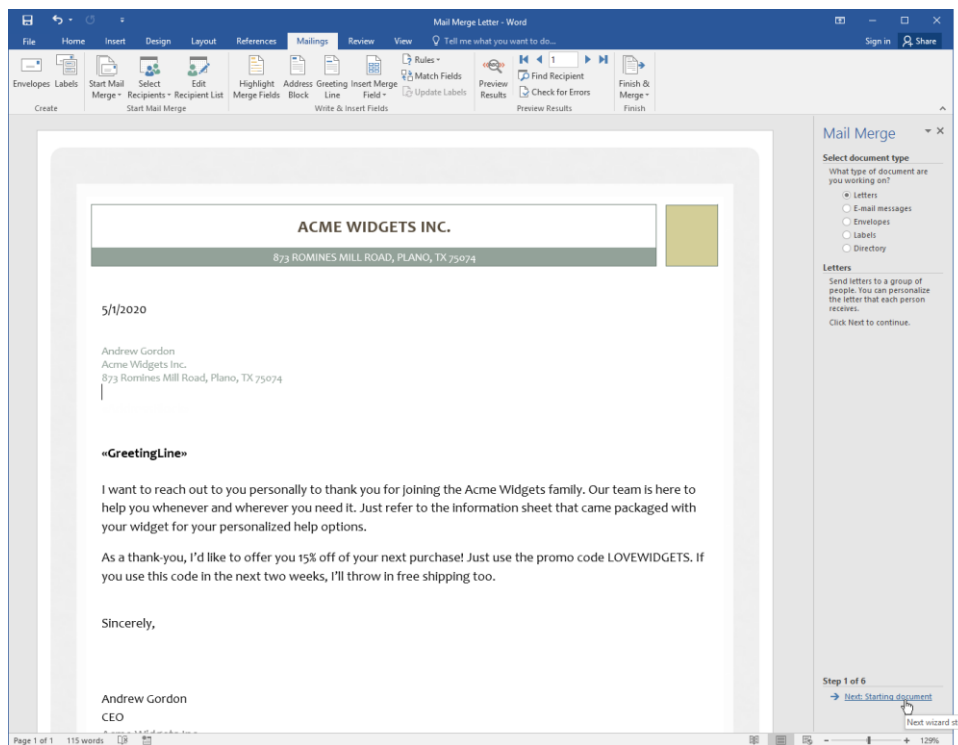 Mail Merge Letter - Word
File Home Insert Design Layout References Mailings Review View Tell me what you want to do... Sign in Share
Envelopes Labels
Create
Start Mail Merge
Select Recipients
Edit Recipient List
Start Mail Merge
Highlight Merge Fields
Address Block
Greeting Line
Insert Merge Field
Rules
Match Fields
Update Labels
Write & Insert Fields
Preview Results
1
Find Recipient
Check for Errors
Preview Results
Finish & Merge
Finish
ACME WIDGETS INC.
873 ROMINES MILL ROAD, PLANO, TX 75074
5/1/2020
Andrew Gordon
Acme Widgets Inc.
873 Romines Mill Road, Plano, TX 75074
«GreetingLine»
I want to reach out to you personally to thank you for joining the Acme Widgets family. Our team is here to
help you whenever and wherever you need it. Just refer to the information sheet that came packaged with
your widget for your personalized help options.
As a thank-you, I'd like to offer you 15% off of your next purchase! Just use the promo code LOVEWIDGETS. If
you use this code in the next two weeks, I'll throw in free shipping too.
Sincerely,
Andrew Gordon
CEO
Mail Merge
Select document type
What type of document are
you working on?
Letters
E-mail messages
Envelopes
Labels
Directory
Letters
Send letters to a group of
people. You can personalize
the letter that each person
receives.
Click Next to continue.
Step 1 of 6
Next: Starting document
Next wizard st
Page 1 of 1 115 words 129%